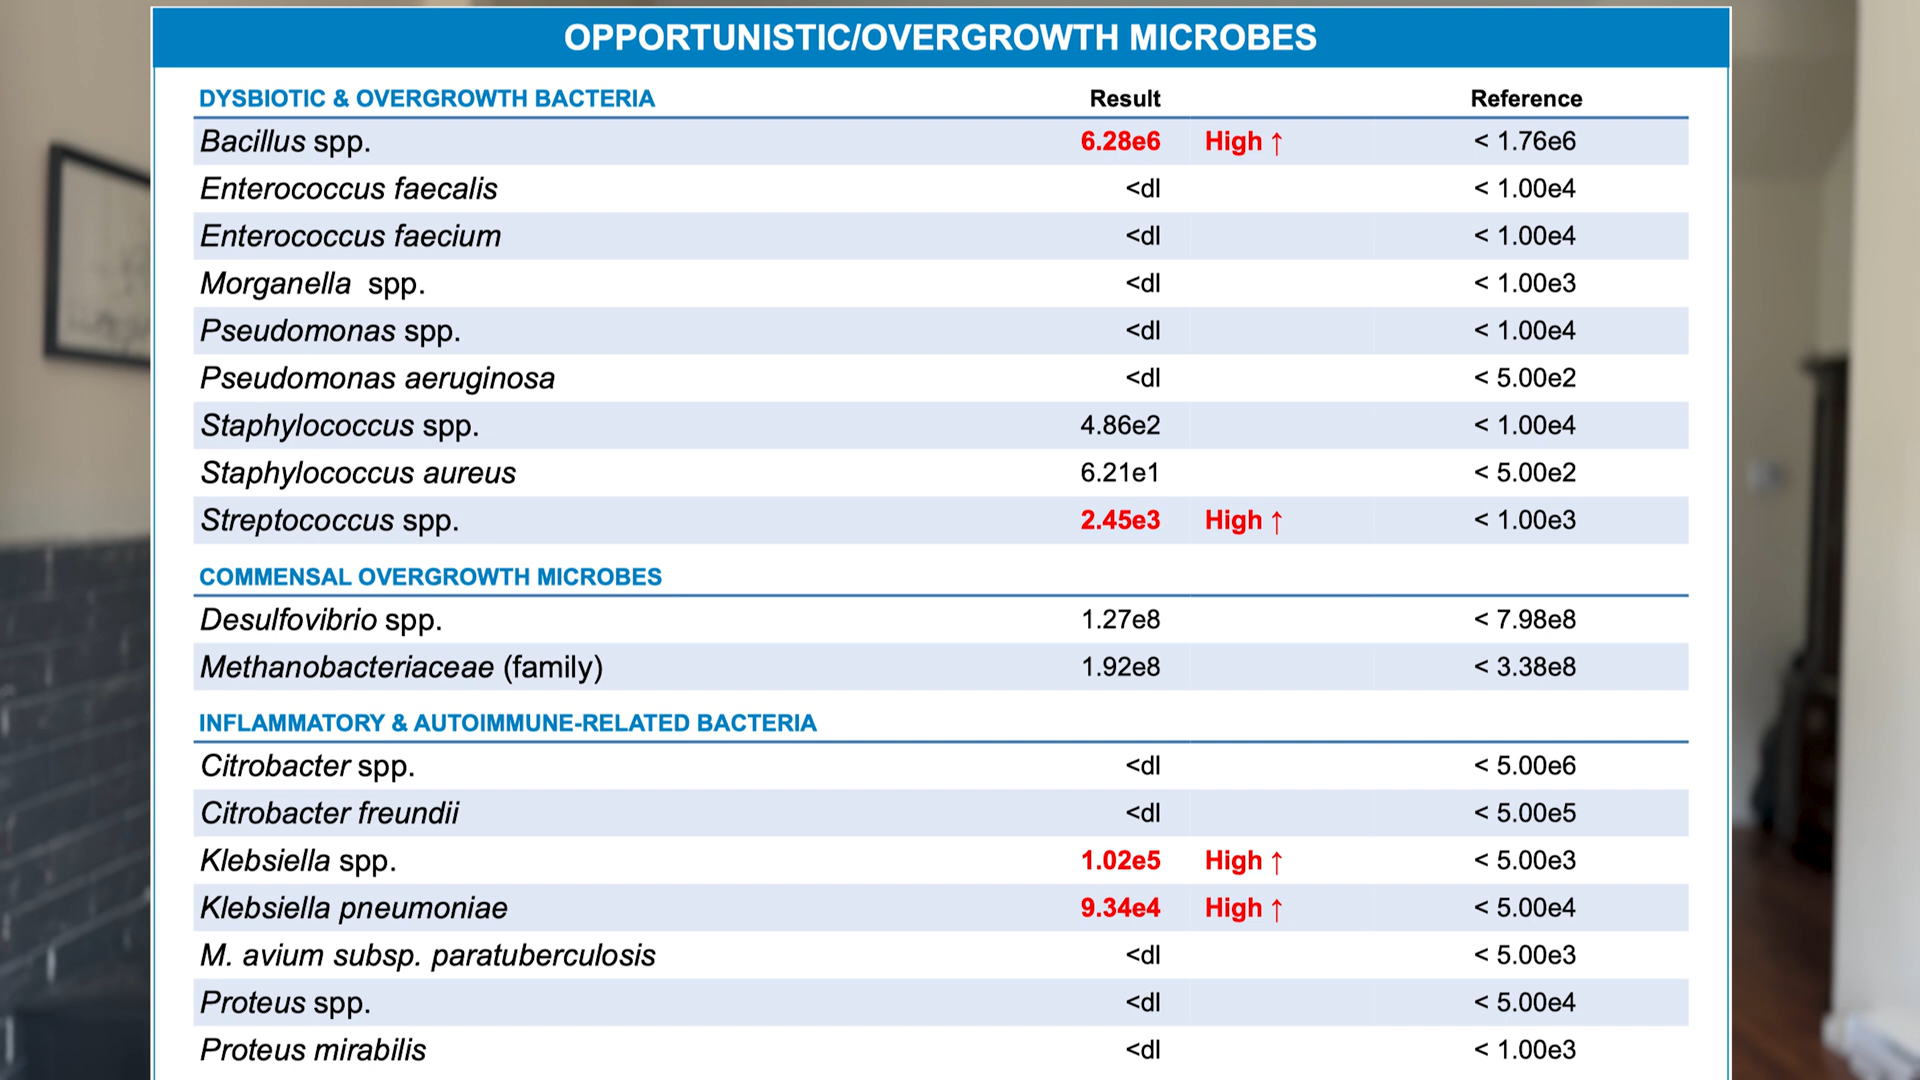 OPPORTUNISTIC/OVERGROWTH MICROBES
DYSBIOTIC & OVERGROWTH BACTERIA Result Reference
Bacillus spp. 6.28e6 High ↑ < 1.76e6
Enterococcus faecalis <dl < 1.00e4
Enterococcus faecium <dl < 1.00e4
Morganella spp. <dl < 1.00e3
Pseudomonas spp. <dl < 1.00e4
Pseudomonas aeruginosa <dl < 5.00e2
Staphylococcus spp. 4.86e2 < 1.00e4
Staphylococcus aureus 6.21e1 < 5.00e2
Streptococcus spp. 2.45e3 High ↑ < 1.00e3
COMMENSAL OVERGROWTH MICROBES
Desulfovibrio spp. 1.27e8 < 7.98e8
Methanobacteriaceae (family) 1.92e8 < 3.38e8
INFLAMMATORY & AUTOIMMUNE-RELATED BACTERIA
Citrobacter spp. <dl < 5.00e6
Citrobacter freundii <dl < 5.00e5
Klebsiella spp. 1.02e5 High ↑ < 5.00e3
Klebsiella pneumoniae 9.34e4 High ↑ < 5.00e4
M. avium subsp. paratuberculosis <dl < 5.00e3
Proteus spp. <dl < 5.00e4
Proteus mirabilis <dl < 1.00e3